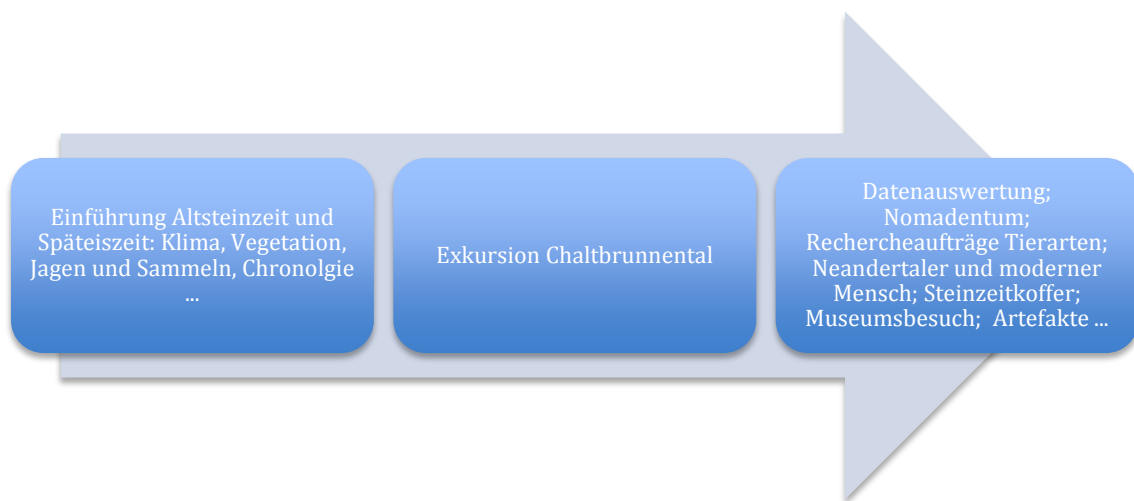 Einführung Altsteinzeit und
Späteiszeit: Klima, Vegetation,
Jagen und Sammeln, Chronolgie
...
Exkursion Chaltbrunnental
Datenauswertung;
Nomadentum;
Rechercheaufträge Tierarten;
Neandertaler und moderner
Mensch; Steinzeitkoffer;
Museumsbesuch; Artefakte ...